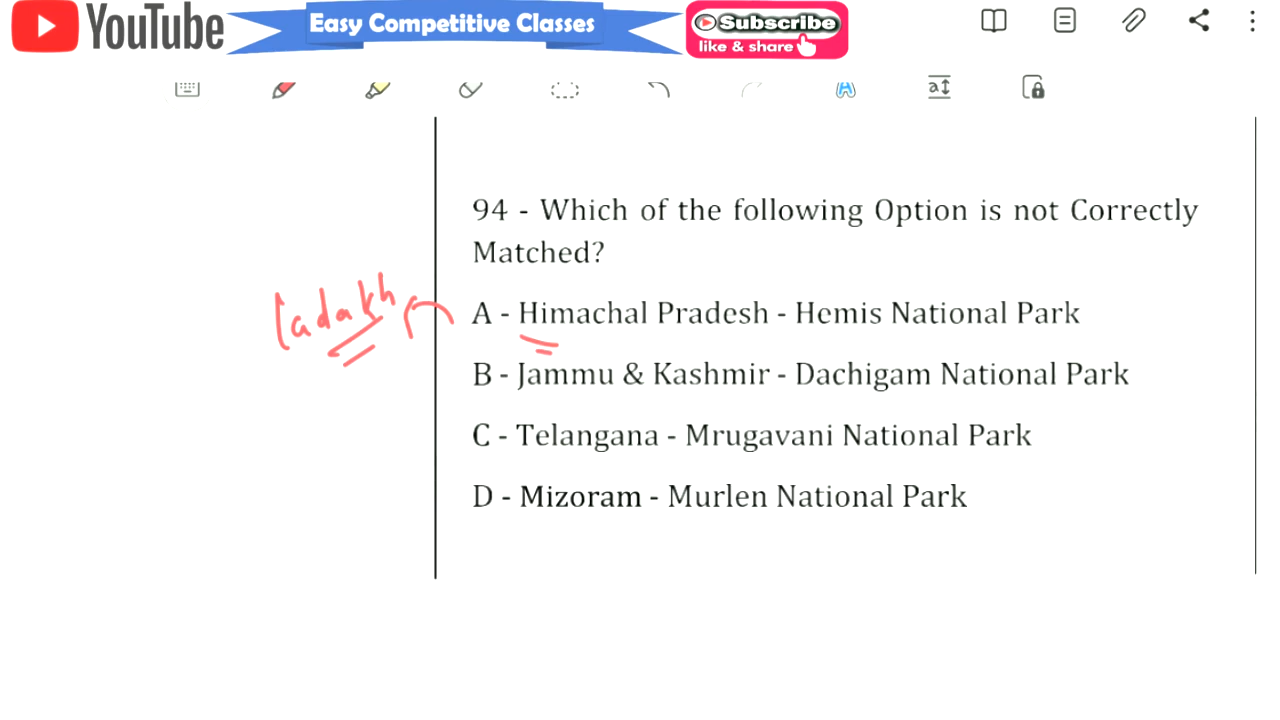 YouTube
Easy Competitive Classes
Subscribe
like & share
94 - Which of the following Option is not Correctly
Matched?
ladakh
A - Himachal Pradesh - Hemis National Park
B - Jammu & Kashmir - Dachigam National Park
C - Telangana - Mrugavani National Park
D - Mizoram - Murlen National Park